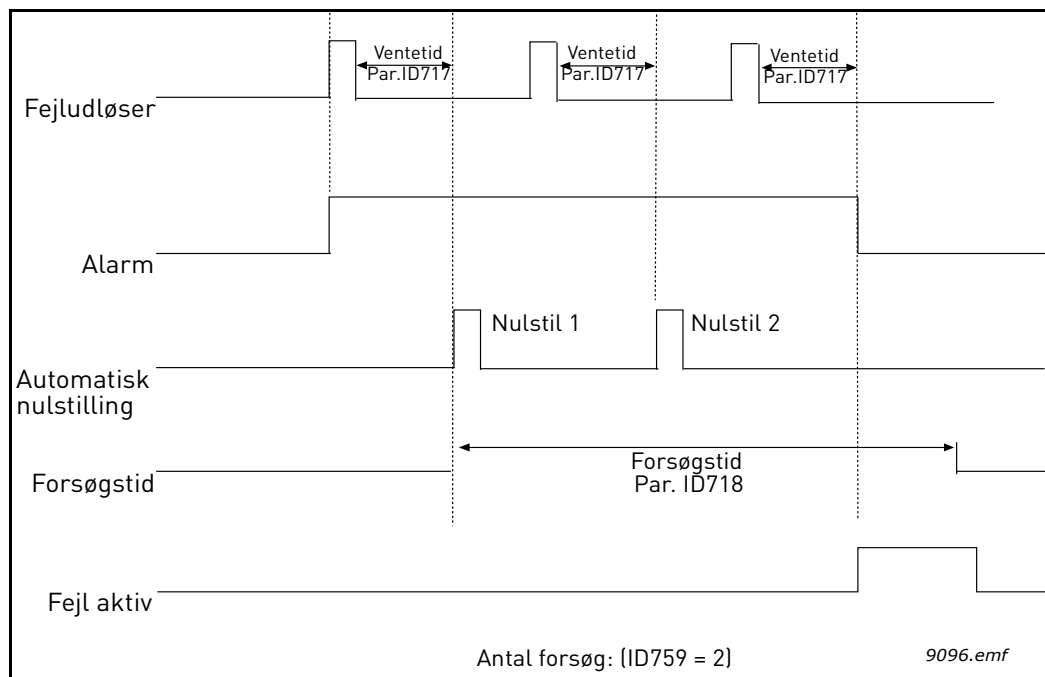 Ventetid
Par.ID717
Ventetid
Par.ID717
Ventetid
Par.ID717
Fejludløser
Alarm
Nulstil 1
Nulstil 2
Automatisk
nulstilling
Forsøgstid
Forsøgstid
Par. ID718
Fejl aktiv
Antal forsøg: (ID759 = 2)
9096.emf